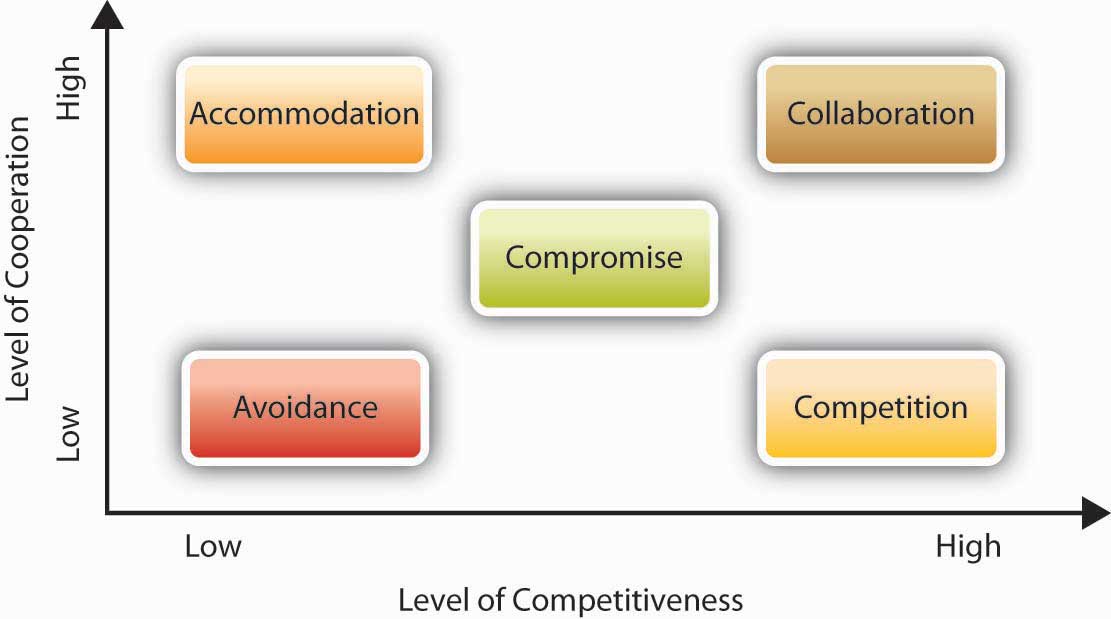 High
Accommodation
Collaboration
Level of Cooperation
Compromise
Low
Avoidance
Competition
Low
High
Level of Competitiveness